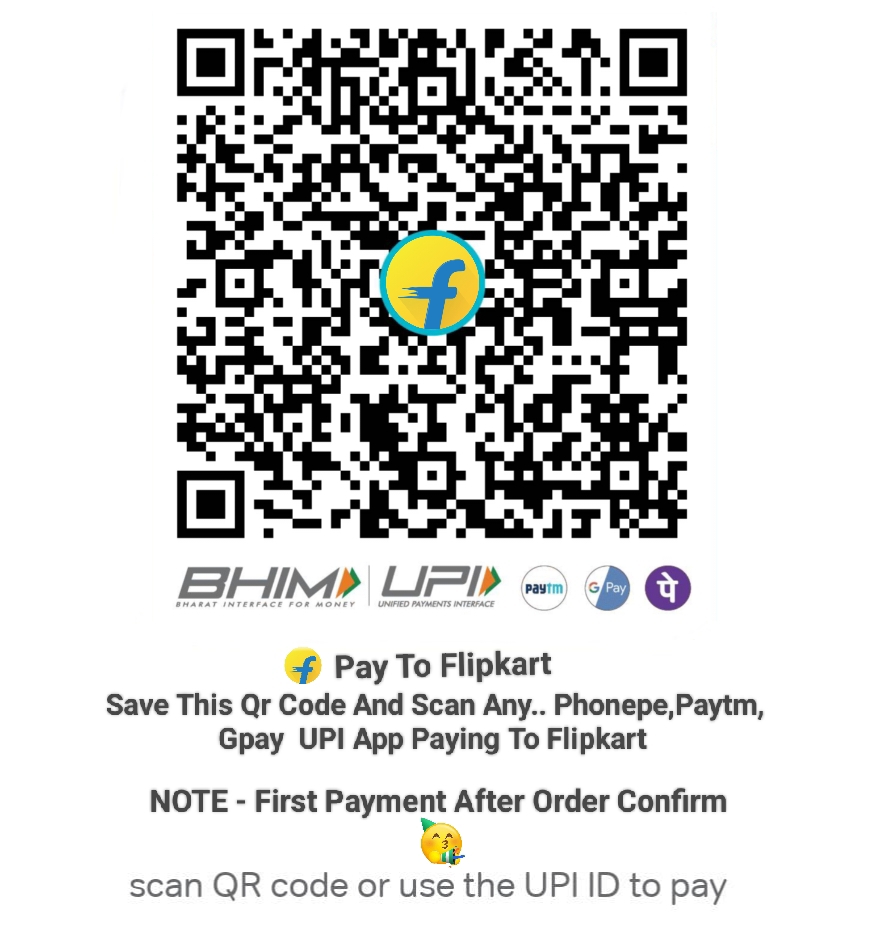 BHIM UPI Paytm G Pay पे
BHARAT INTERFACE FOR MONEY UNIFIED PAYMENTS INTERFACE
f Pay To Flipkart
Save This Qr Code And Scan Any.. Phonepe,Paytm,
Gpay UPI App Paying To Flipkart
NOTE - First Payment After Order Confirm
scan QR code or use the UPI ID to pay